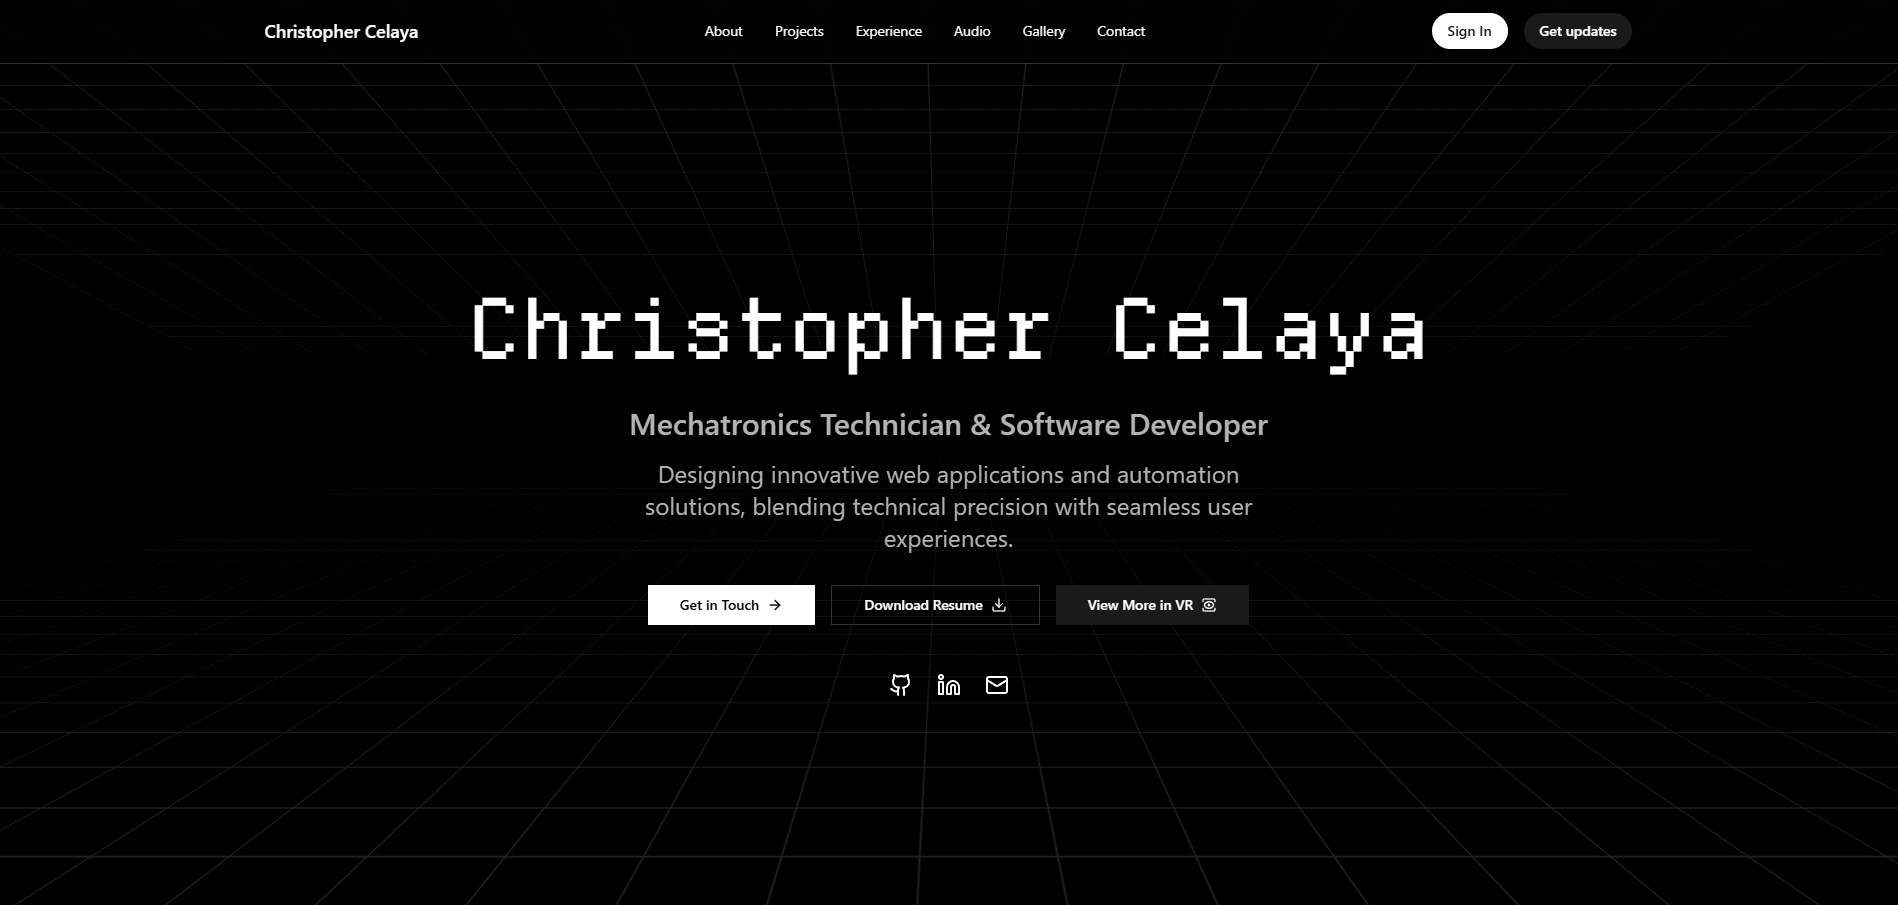 Christopher Celaya
About
Projects
Experience
Audio
Gallery
Contact
Sign In
Get updates
Christopher Celaya
Mechatronics Technician & Software Developer
Designing innovative web applications and automation
solutions, blending technical precision with seamless user
experiences.
Get in Touch
Download Resume
View More in VR